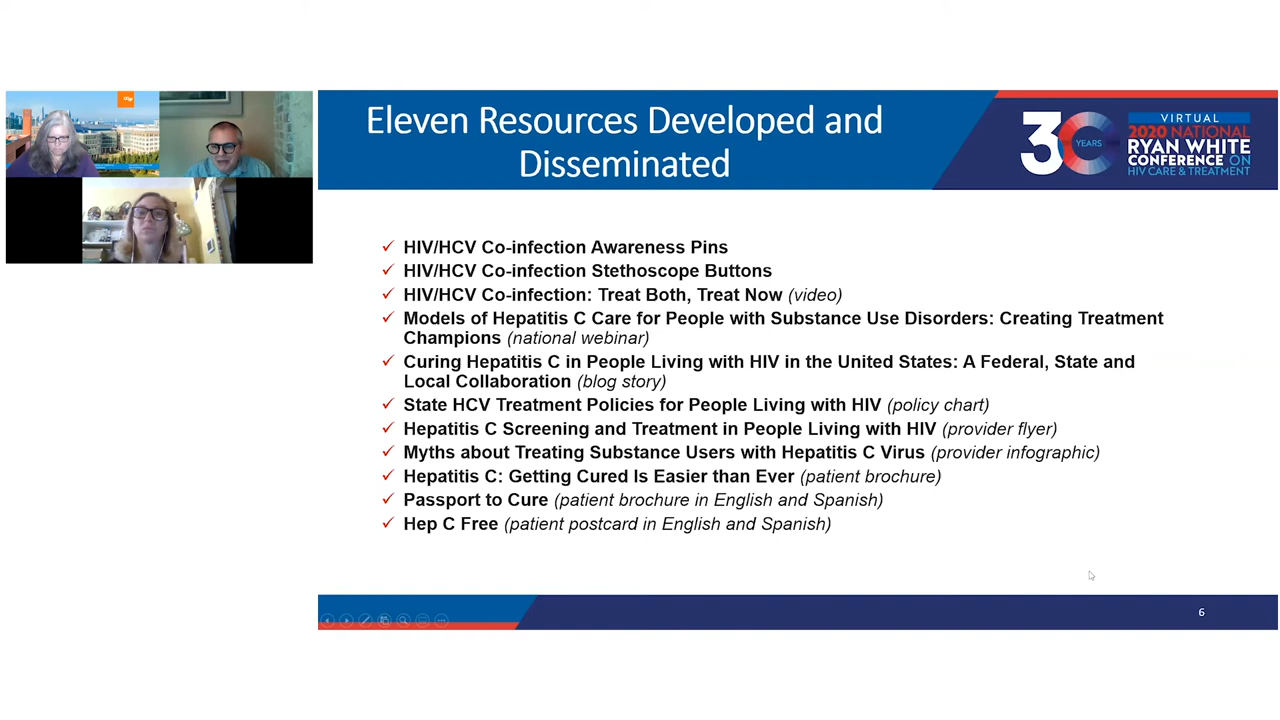 Eleven Resources Developed and
Disseminated
30
YEARS
VIRTUAL
2020 NATIONAL
RYAN WHITE
CONFERENCE ON
HIV CARE & TREATMENT
✓ HIV/HCV Co-infection Awareness Pins
✓ HIV/HCV Co-infection Stethoscope Buttons
✓ HIV/HCV Co-infection: Treat Both, Treat Now (video)
✓ Models of Hepatitis C Care for People with Substance Use Disorders: Creating Treatment
Champions (national webinar)
✓ Curing Hepatitis C in People Living with HIV in the United States: A Federal, State and
Local Collaboration (blog story)
✓ State HCV Treatment Policies for People Living with HIV (policy chart)
✓ Hepatitis C Screening and Treatment in People Living with HIV (provider flyer)
✓ Myths about Treating Substance Users with Hepatitis C Virus (provider infographic)
✓ Hepatitis C: Getting Cured Is Easier than Ever (patient brochure)
✓ Passport to Cure (patient brochure in English and Spanish)
✓ Hep C Free (patient postcard in English and Spanish)
6